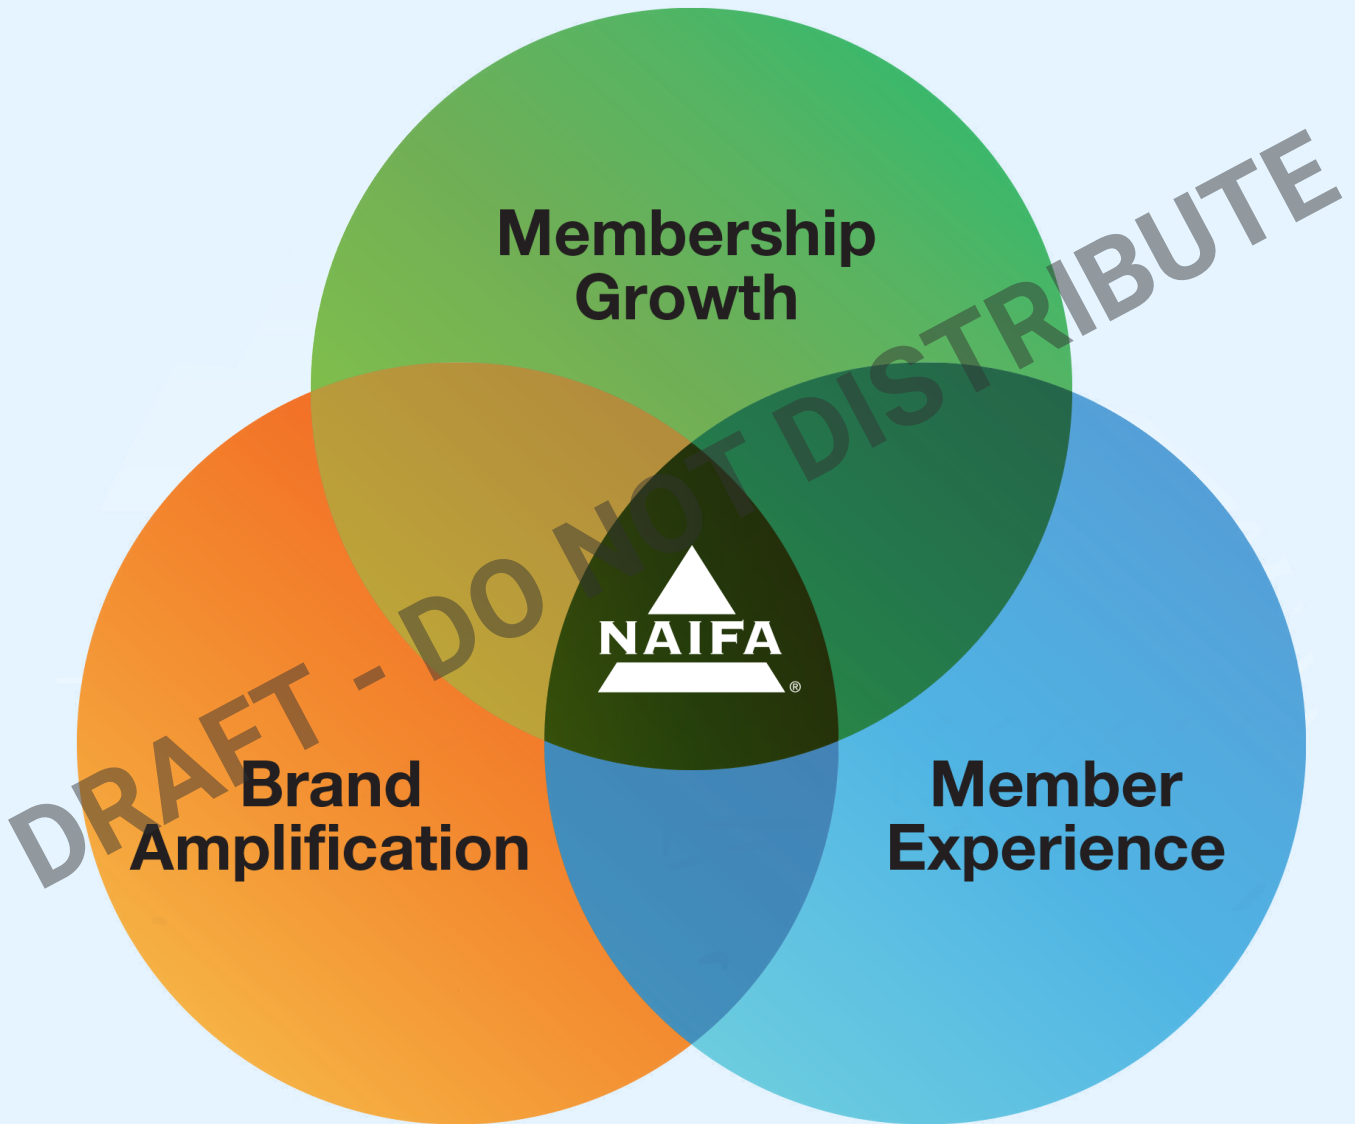 Membership
Growth
DRAFT - DO NOT DISTRIBUTE
NAIFA
®
Brand
Amplification
Member
Experience